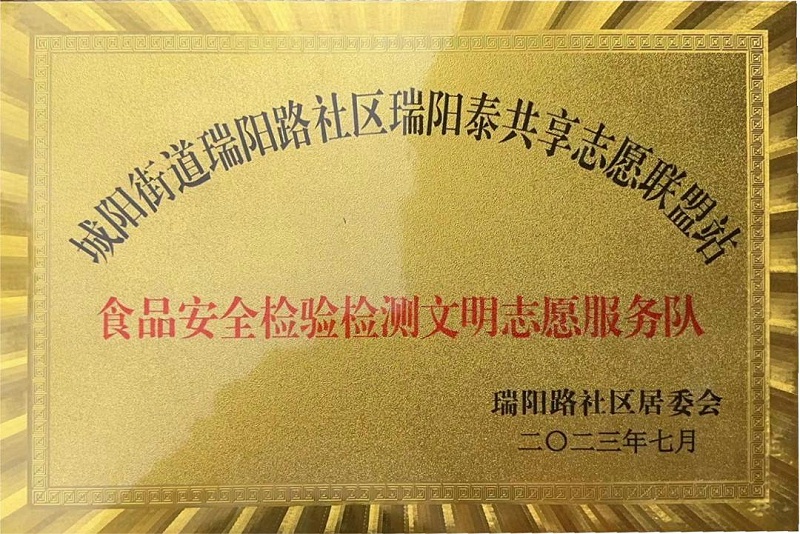 城阳街道瑞阳路社区瑞阳泰共享志愿联盟站
食品安全检验检测文明志愿服务队
瑞阳路社区居委会
二〇二三年七月